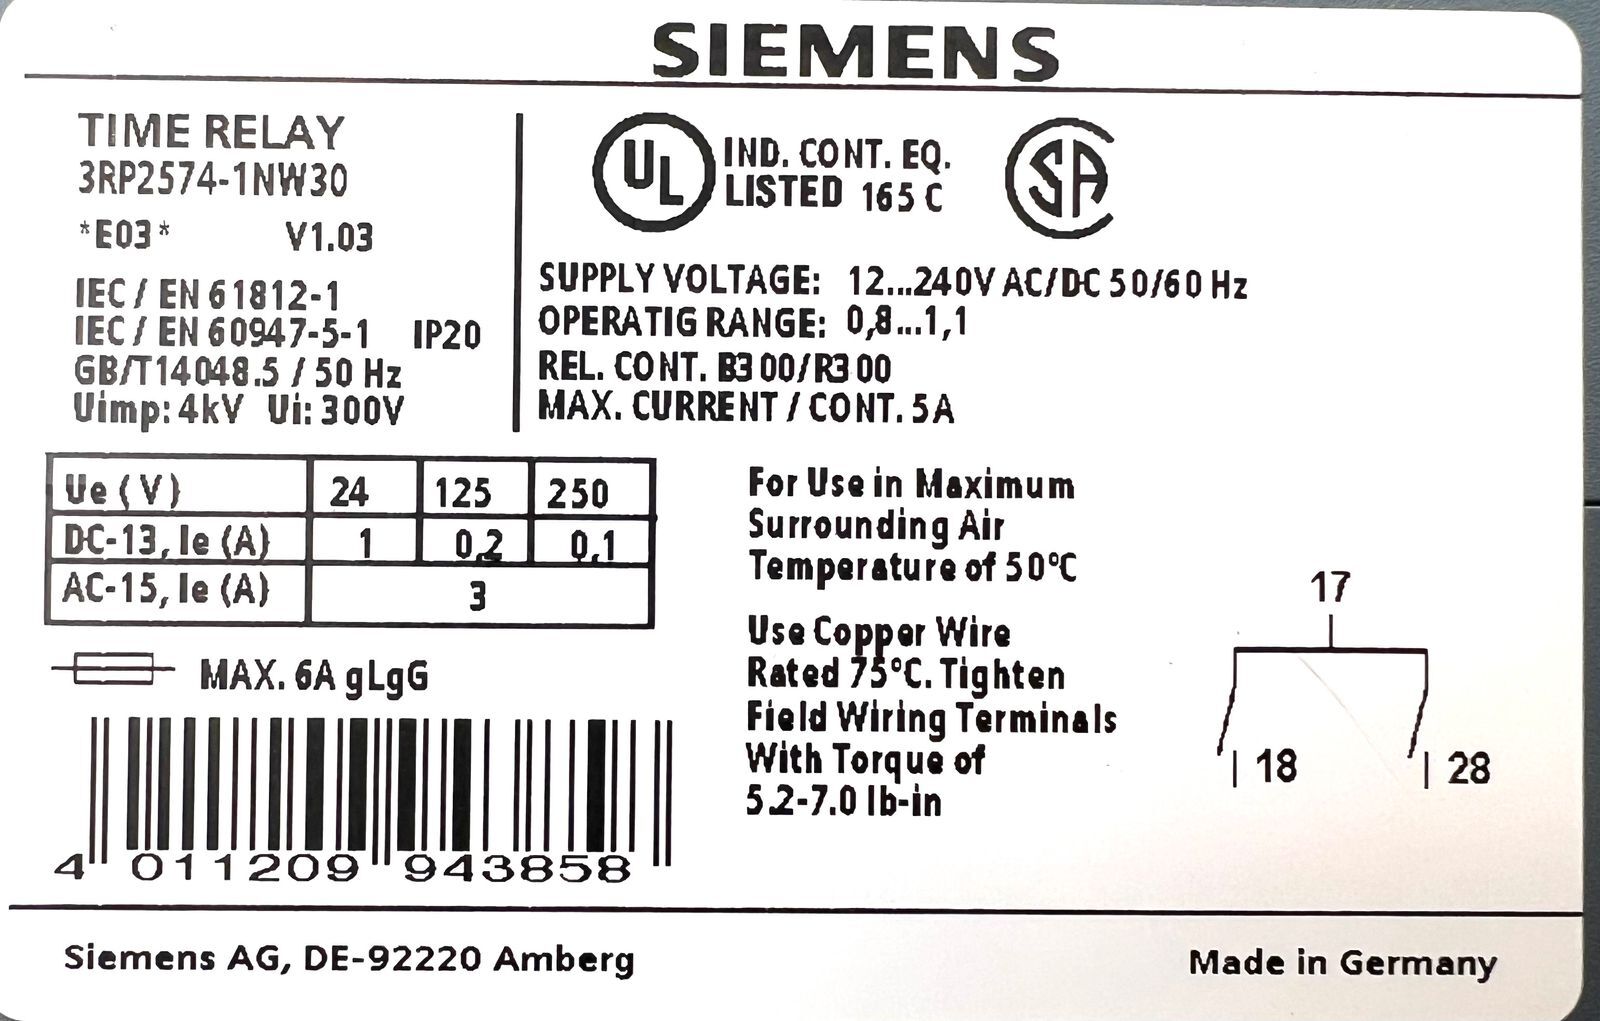 SIEMENS
TIME RELAY
3RP2574-1NW30
*E03* V1.03
IEC / EN 61812-1
IEC / EN 60947-5-1 IP20
GB/T14048.5 / 50 Hz
Uimp: 4kV Ui: 300V
UL IND. CONT. EQ.
LISTED 165 C
SA
SUPPLY VOLTAGE: 12...240V AC/DC 50/60 Hz
OPERATIG RANGE: 0,8...1,1
REL. CONT. B300/R300
MAX. CURRENT / CONT. 5A
Ue (V) 24 125 250
DC-13, Ie (A) 1 0.2 0.1
AC-15, Ie (A) 3
MAX. 6A gLgG
4 011209 943858
For Use in Maximum
Surrounding Air
Temperature of 50°C
Use Copper Wire
Rated 75°C. Tighten
Field Wiring Terminals
With Torque of
5.2-7.0 lb-in
17
18 28
Siemens AG, DE-92220 Amberg
Made in Germany